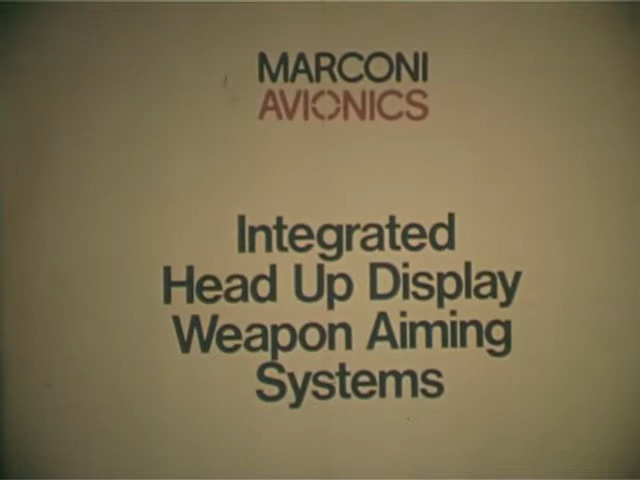 MARCONI
AVIONICS
Integrated
Head Up Display
Weapon Aiming
Systems